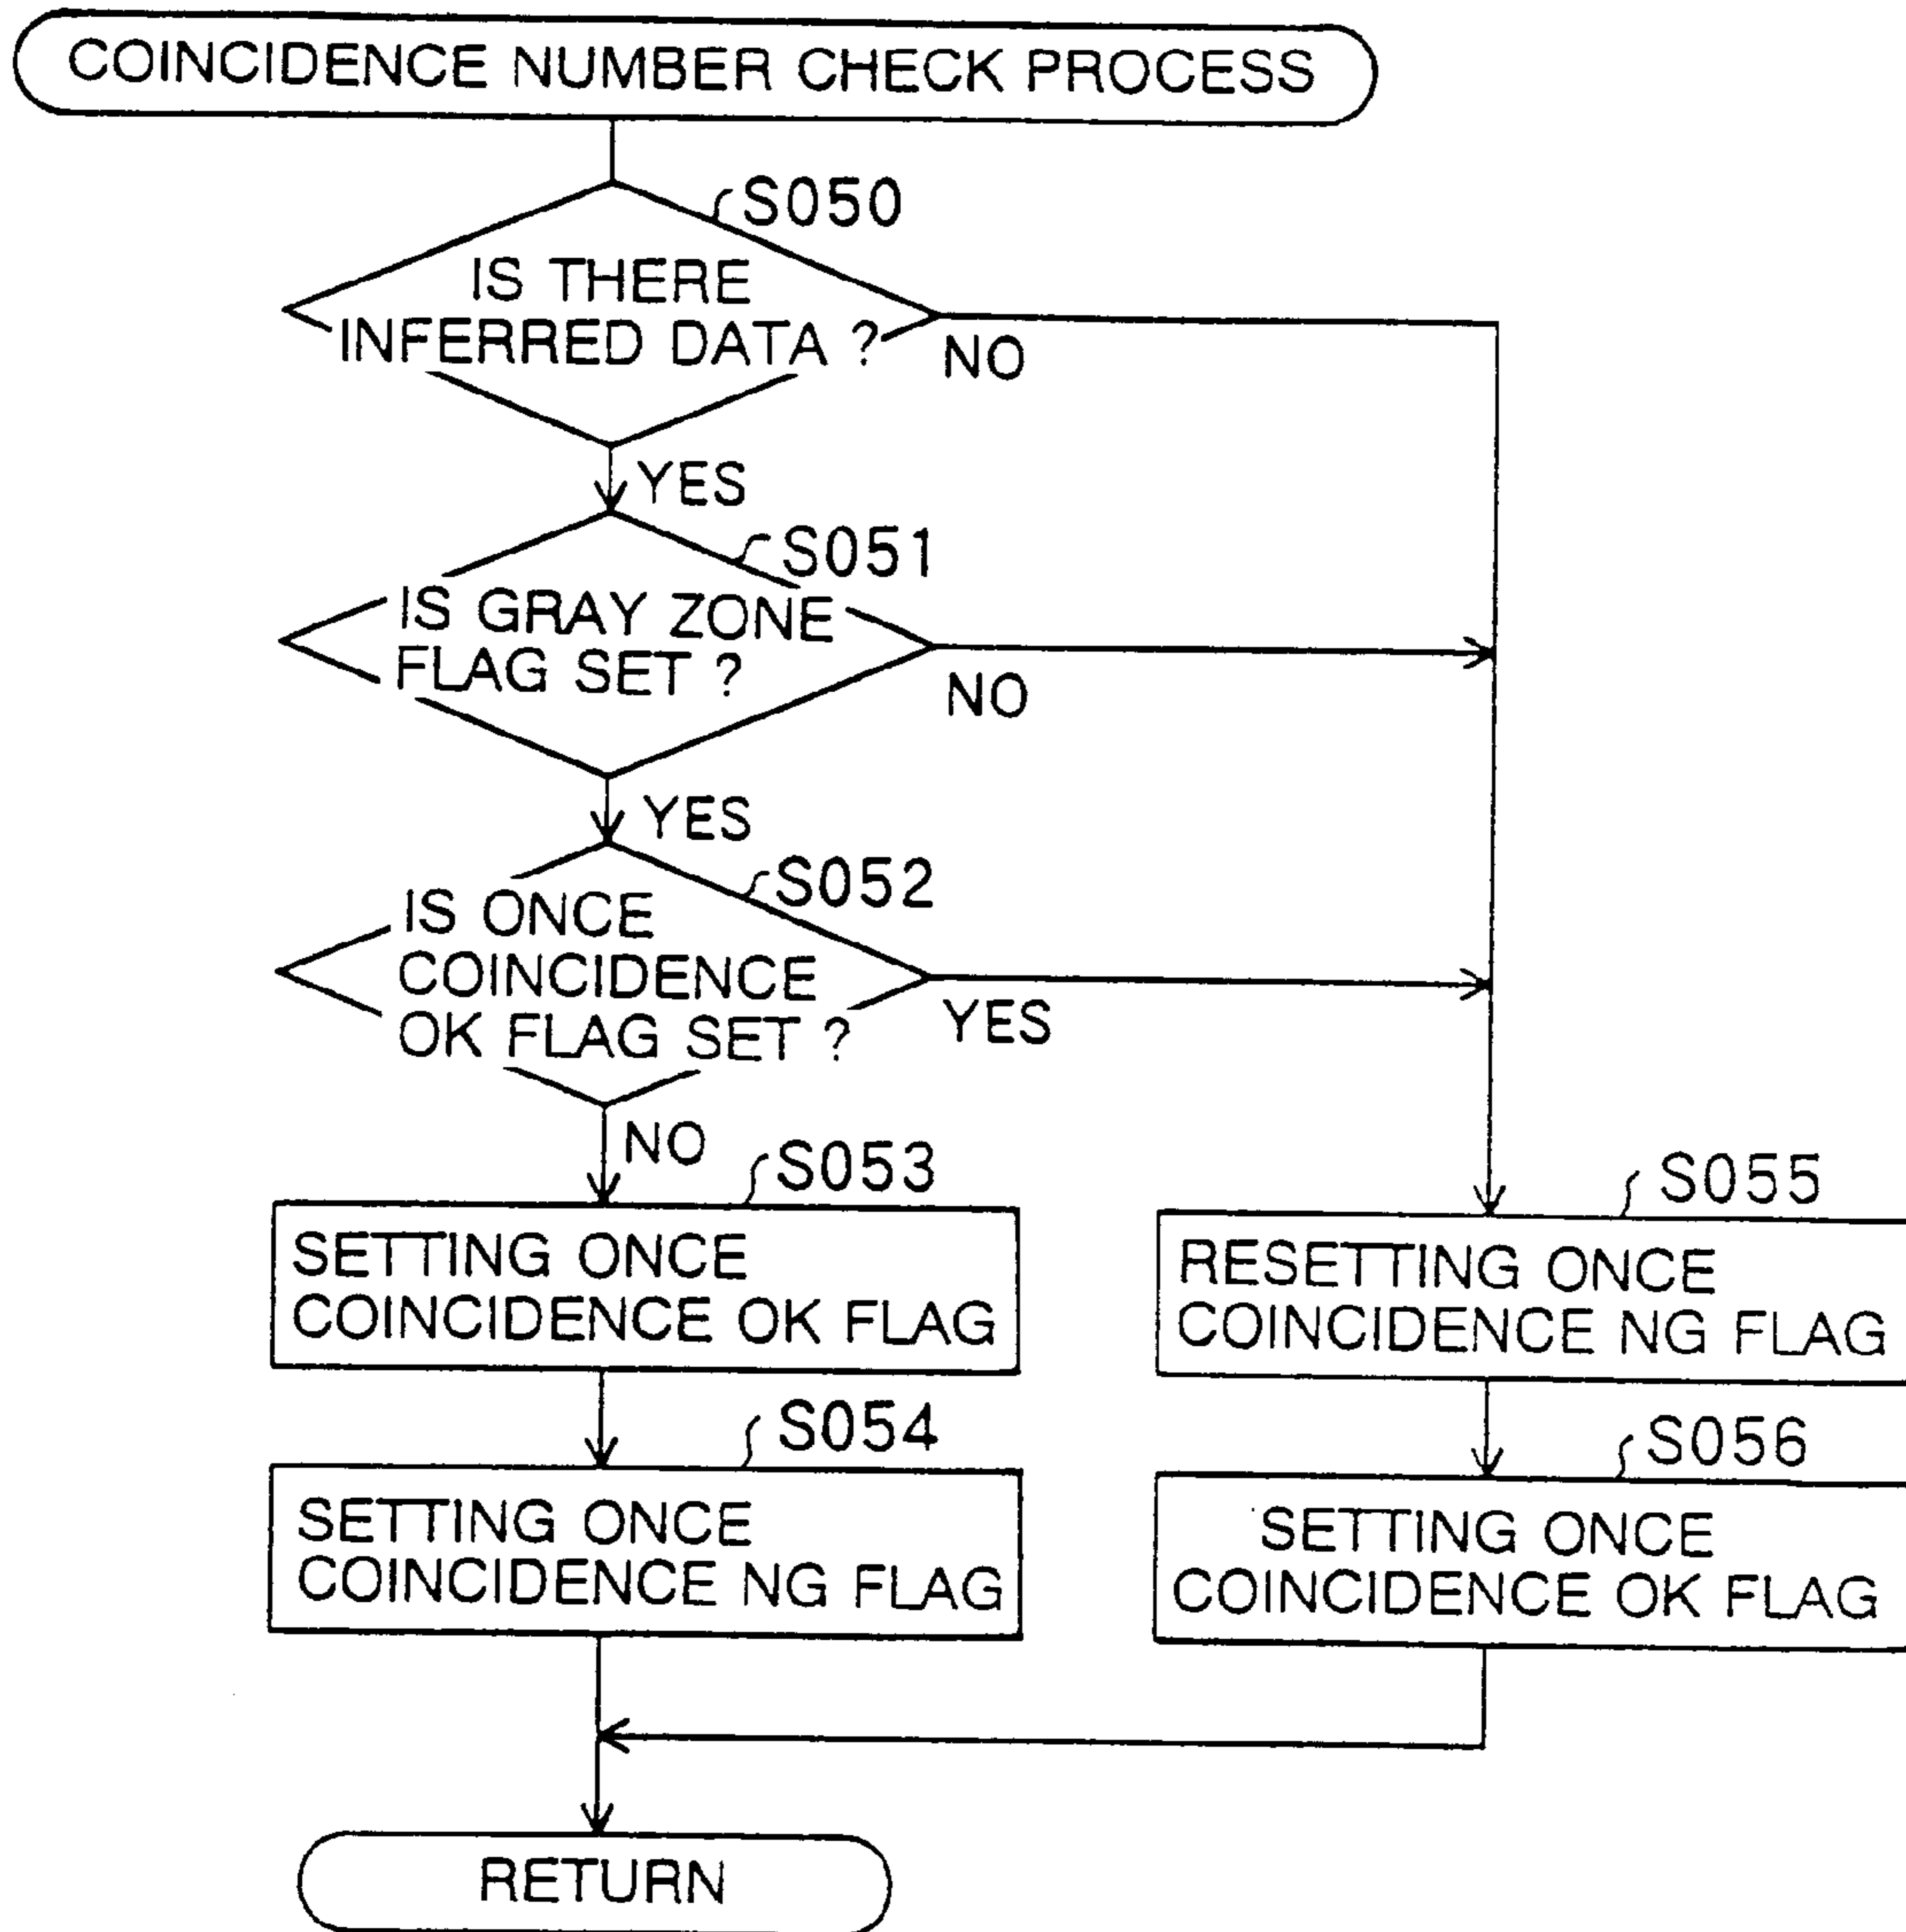 COINCIDENCE NUMBER CHECK PROCESS
S050
IS THERE
INFERRED DATA ?
NO
YES
S051
IS GRAY ZONE
FLAG SET ?
NO
YES
S052
IS ONCE
COINCIDENCE
OK FLAG SET ?
YES
NO
S053
SETTING ONCE
COINCIDENCE OK FLAG
S055
RESETTING ONCE
COINCIDENCE NG FLAG
S054
SETTING ONCE
COINCIDENCE NG FLAG
S056
SETTING ONCE
COINCIDENCE OK FLAG
RETURN